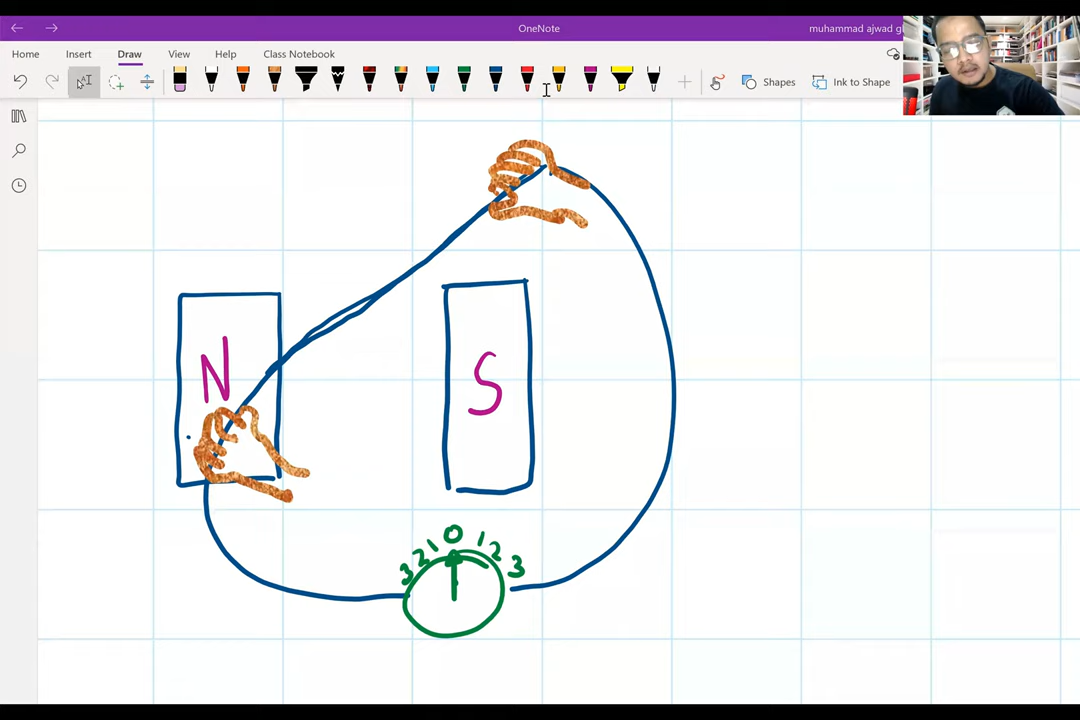 OneNote
muhammad ajwad g
Home Insert Draw View Help Class Notebook
Shapes Ink to Shape
N
S
3 2 1 0 1 2 3